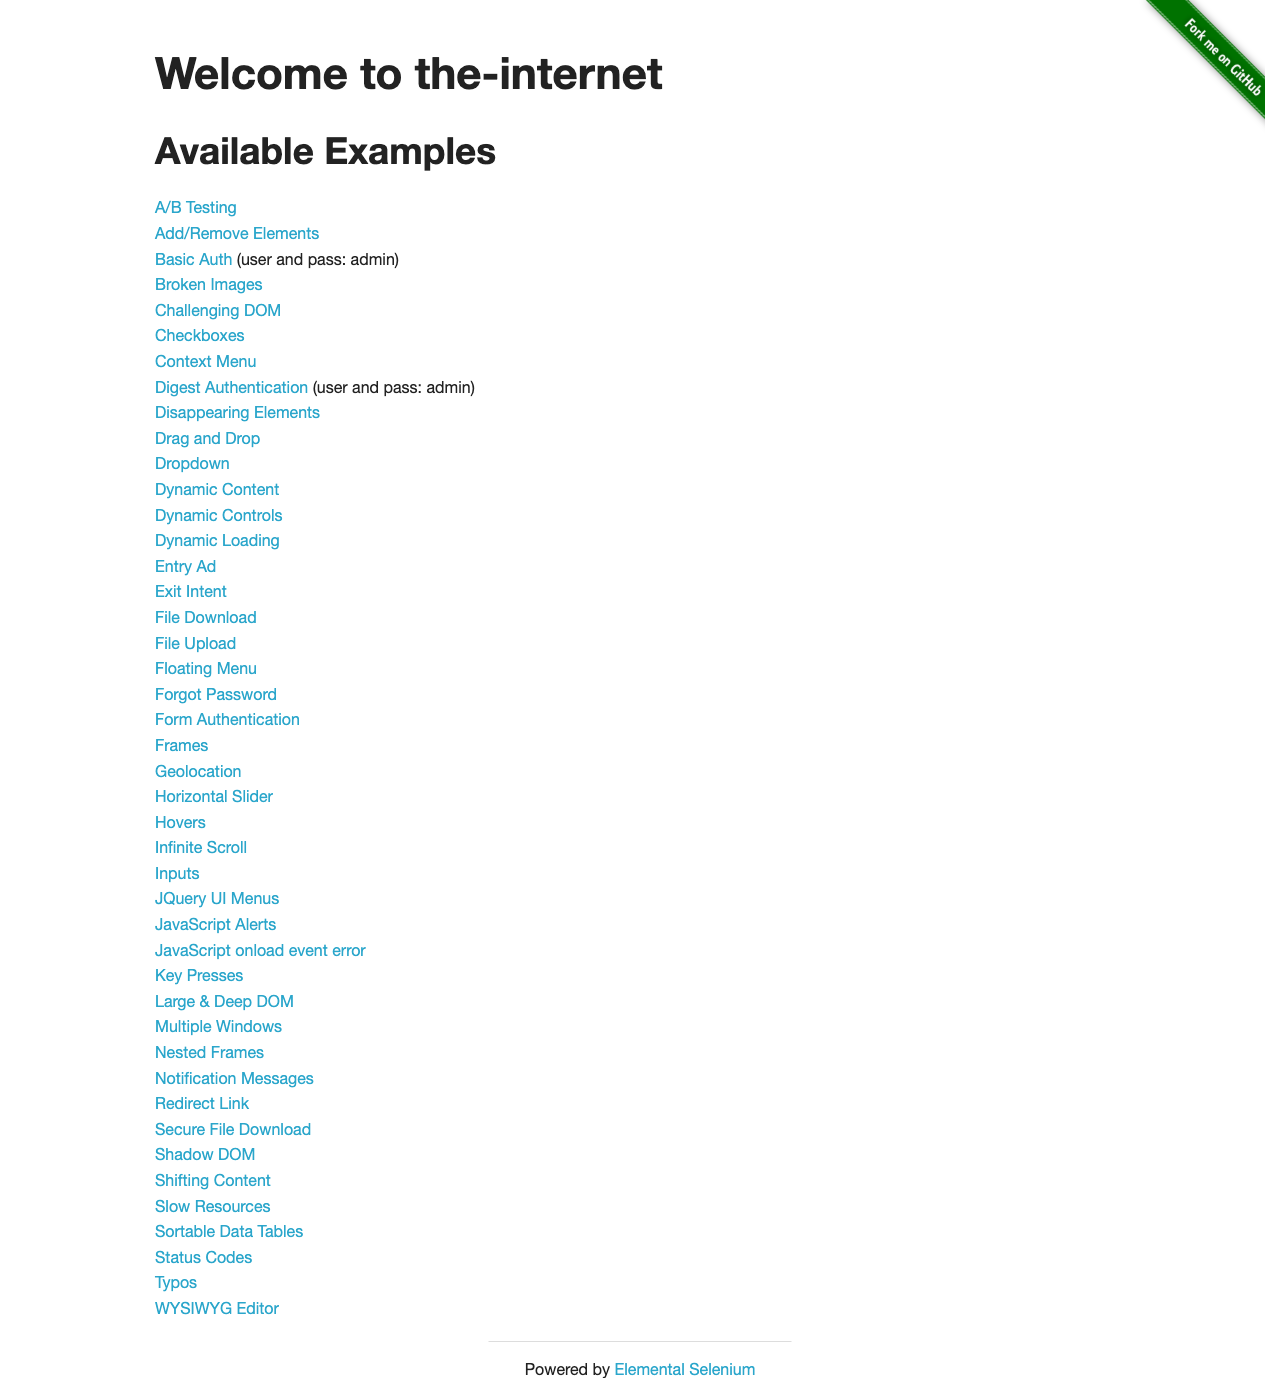 Fork me on GitHub
Welcome to the-internet
Available Examples
A/B Testing
Add/Remove Elements
Basic Auth (user and pass: admin)
Broken Images
Challenging DOM
Checkboxes
Context Menu
Digest Authentication (user and pass: admin)
Disappearing Elements
Drag and Drop
Dropdown
Dynamic Content
Dynamic Controls
Dynamic Loading
Entry Ad
Exit Intent
File Download
File Upload
Floating Menu
Forgot Password
Form Authentication
Frames
Geolocation
Horizontal Slider
Hovers
Infinite Scroll
Inputs
JQuery UI Menus
JavaScript Alerts
JavaScript onload event error
Key Presses
Large & Deep DOM
Multiple Windows
Nested Frames
Notification Messages
Redirect Link
Secure File Download
Shadow DOM
Shifting Content
Slow Resources
Sortable Data Tables
Status Codes
Typos
WYSIWYG Editor
Powered by Elemental Selenium